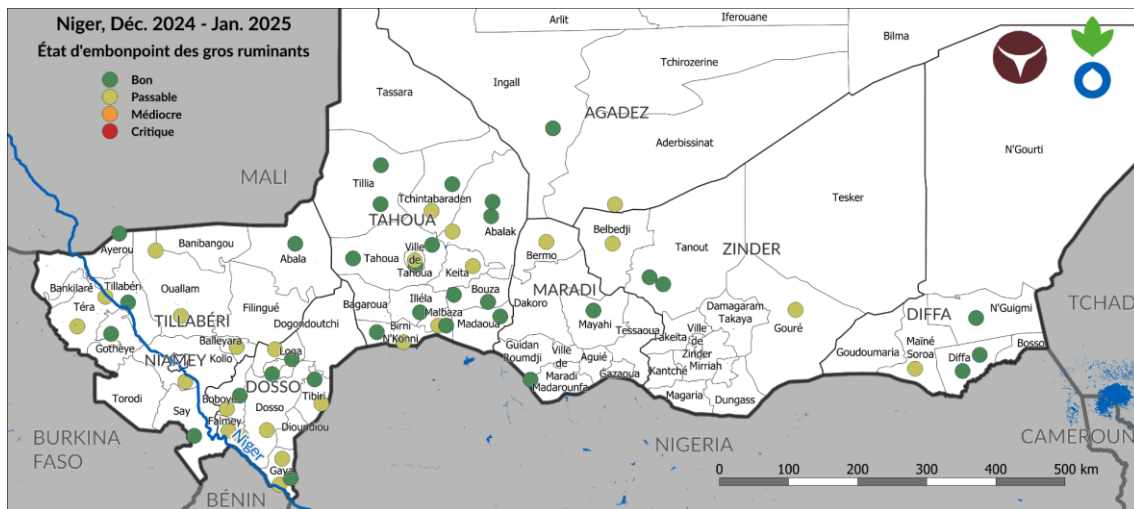 Niger, Déc. 2024 - Jan. 2025
État d'embonpoint des gros ruminants
Bon
Passable
Médiocre
Critique
Arlit
Iferouane
Bilma
Tchirozerine
Ingall
Tassara
AGADEZ
Aderbissinat
N'Gourti
MALI
Tillia
Tchintabaraden
Tesker
TAHOUA
Abalak
Belbedji
Tanout
ZINDER
Ayerou
Banibangou
Abala
Ville
de
Tahoua
Tahoua
Keita
Bermo
Bankilaré
Tillabéri
Ouallam
Filingué
Bagaroua
Illéla
Bouza
MARADI
Dakoro
Téra
TILLABÉRI
Dogondoutchi
Birni
N'Konni
Malbaza
Madaoua
Mayahi
Tessaoua
Damagaram
Takaya
Gouré
DIFFA
N'Guigmi
TCHAD
Gotheye
Balleyara
Kollo
Loga
Guidan
Roumdji
Ville
de
Maradi
Madarounfa
Aguié
Gazaoua
Takeita
Ville
de
Zinder
Mirriah
Kantché
Magaria
Dungass
Goudoumaria
Maïné
Soroa
Diffa
Bosso
NIAMEY
DOSSO
Torodi
Say
Boboye
Dosso
Tibiri
Falmey
Dioundiou
BURKINA
FASO
Niger
Gaya
NIGERIA
CAMEROUN
BÉNIN
0 100 200 300 400 500 km